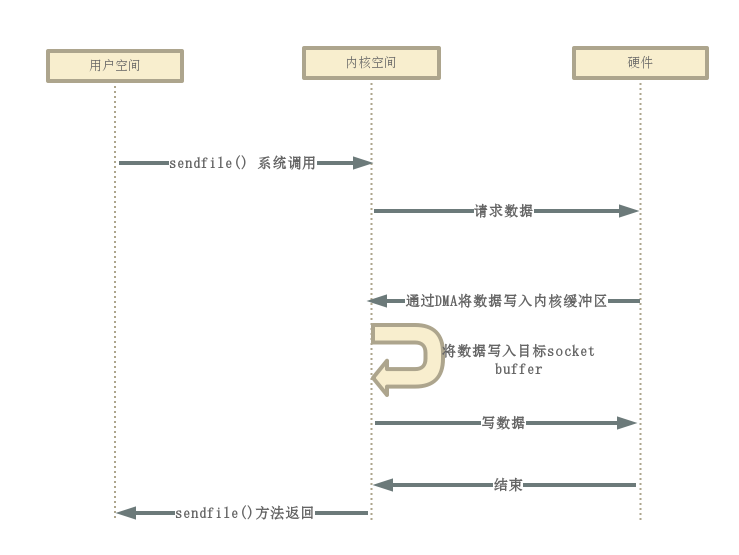 用户空间
内核空间
硬件
sendfile() 系统调用
请求数据
通过DMA将数据写入内核缓冲区
将数据写入目标socket
buffer
写数据
结束
sendfile()方法返回